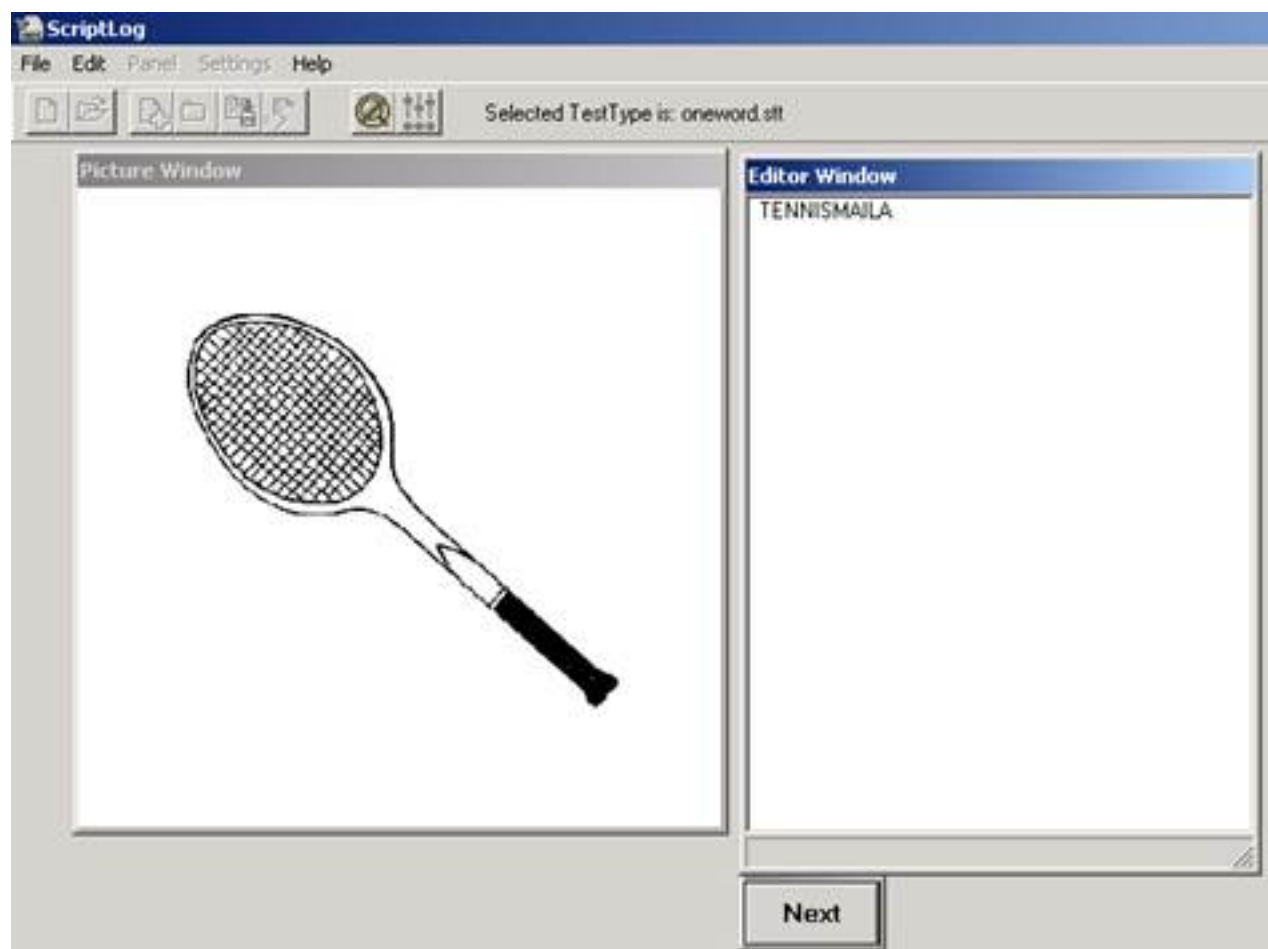 ScriptLog
File Edit Panel Settings Help
Selected TestType is: oneword.stt
Picture Window
Editor Window
TENNISMAILA
Next